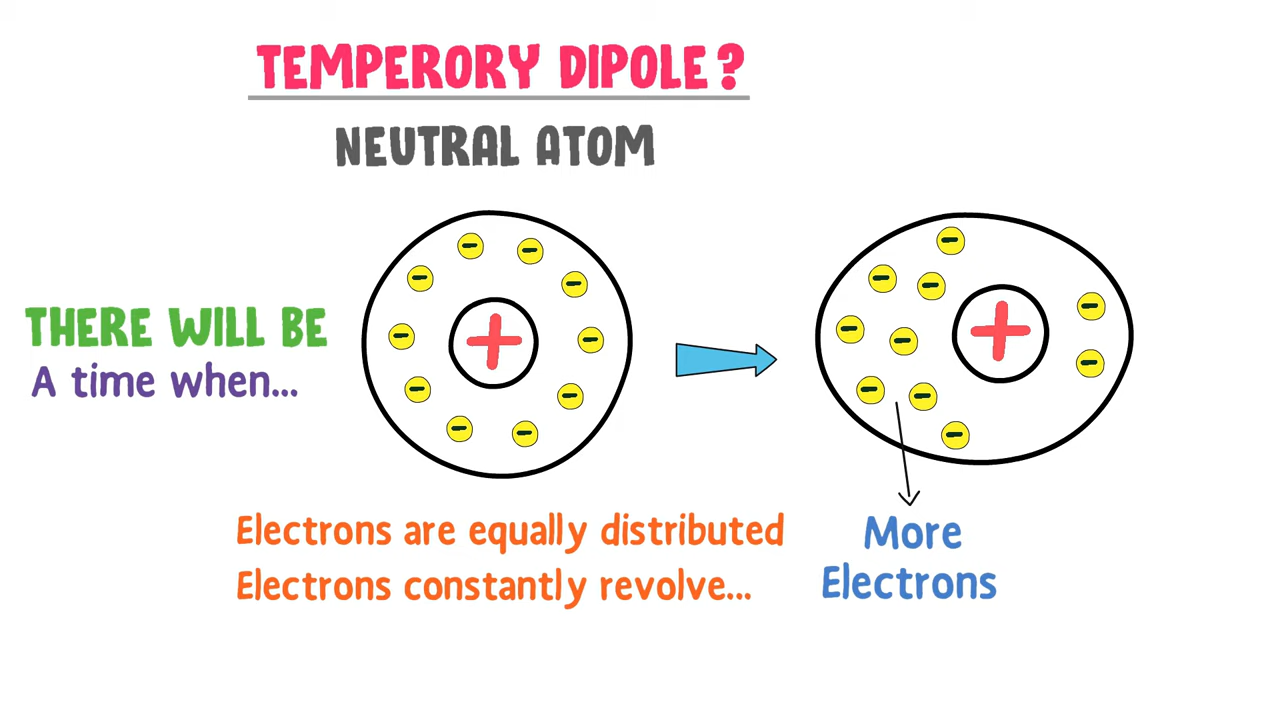 TEMPERORY DIPOLE?
NEUTRAL ATOM
THERE WILL BE
A time when...
Electrons are equally distributed
Electrons constantly revolve...
More
Electrons